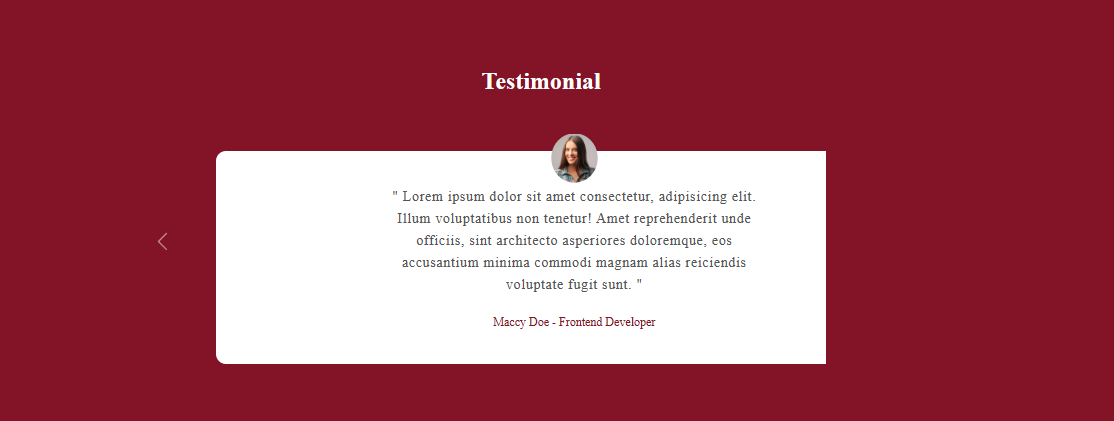 Testimonial
" Lorem ipsum dolor sit amet consectetur, adipisicing elit.
Illum voluptatibus non tenetur! Amet reprehenderit unde
officiis, sint architecto asperiores doloremque, eos
accusantium minima commodi magnam alias reiciendis
voluptate fugit sunt. "
Maccy Doe - Frontend Developer